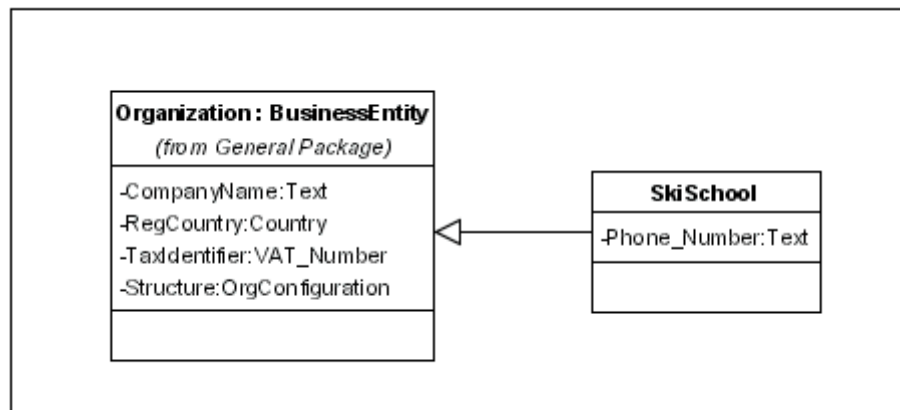 Organization: BusinessEntity
(from General Package)
-CompanyName:Text
-RegCountry:Country
-TaxIdentifier:VAT_Number
-Structure:OrgConfiguration
SkiSchool
-Phone_Number:Text